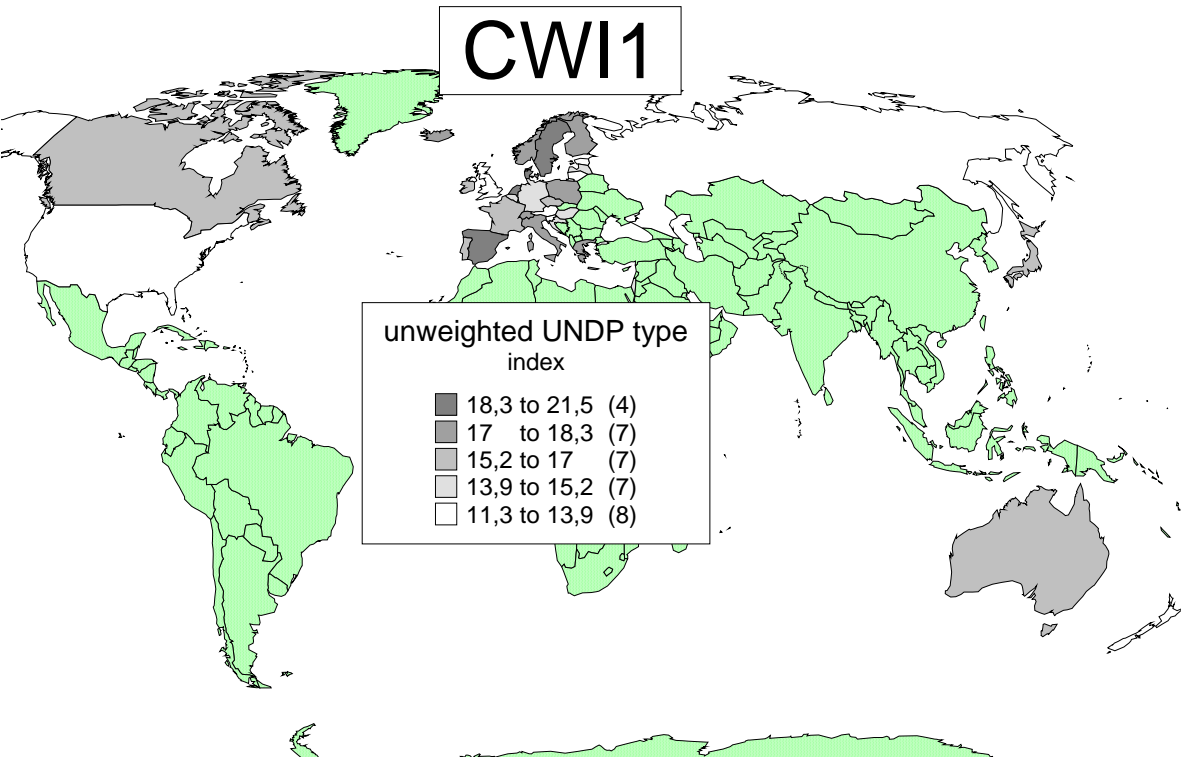 CWI1
unweighted UNDP type
index
18,3 to 21,5 (4)
17 to 18,3 (7)
15,2 to 17 (7)
13,9 to 15,2 (7)
11,3 to 13,9 (8)